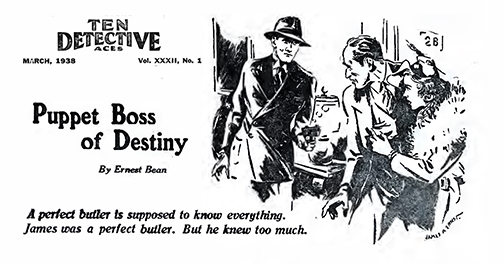 TEN
DETECTIVE
ACES
MARCH, 1938 Vol. XXXII, No. 1
Puppet Boss
of Destiny
By Ernest Bean
A perfect butler is supposed to know everything.
James was a perfect butler. But he knew too much.
26